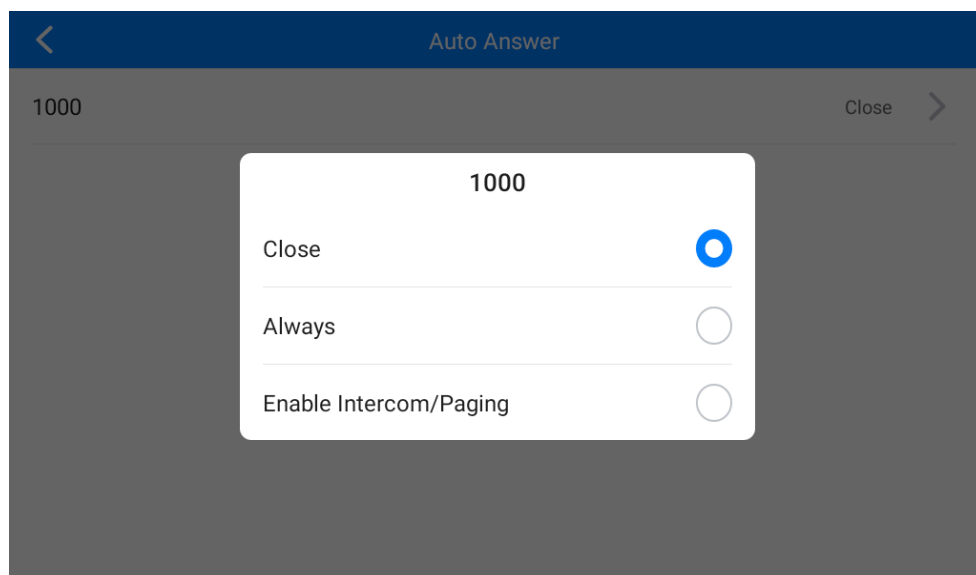 Auto Answer
1000 Close
1000
Close
Always
Enable Intercom/Paging